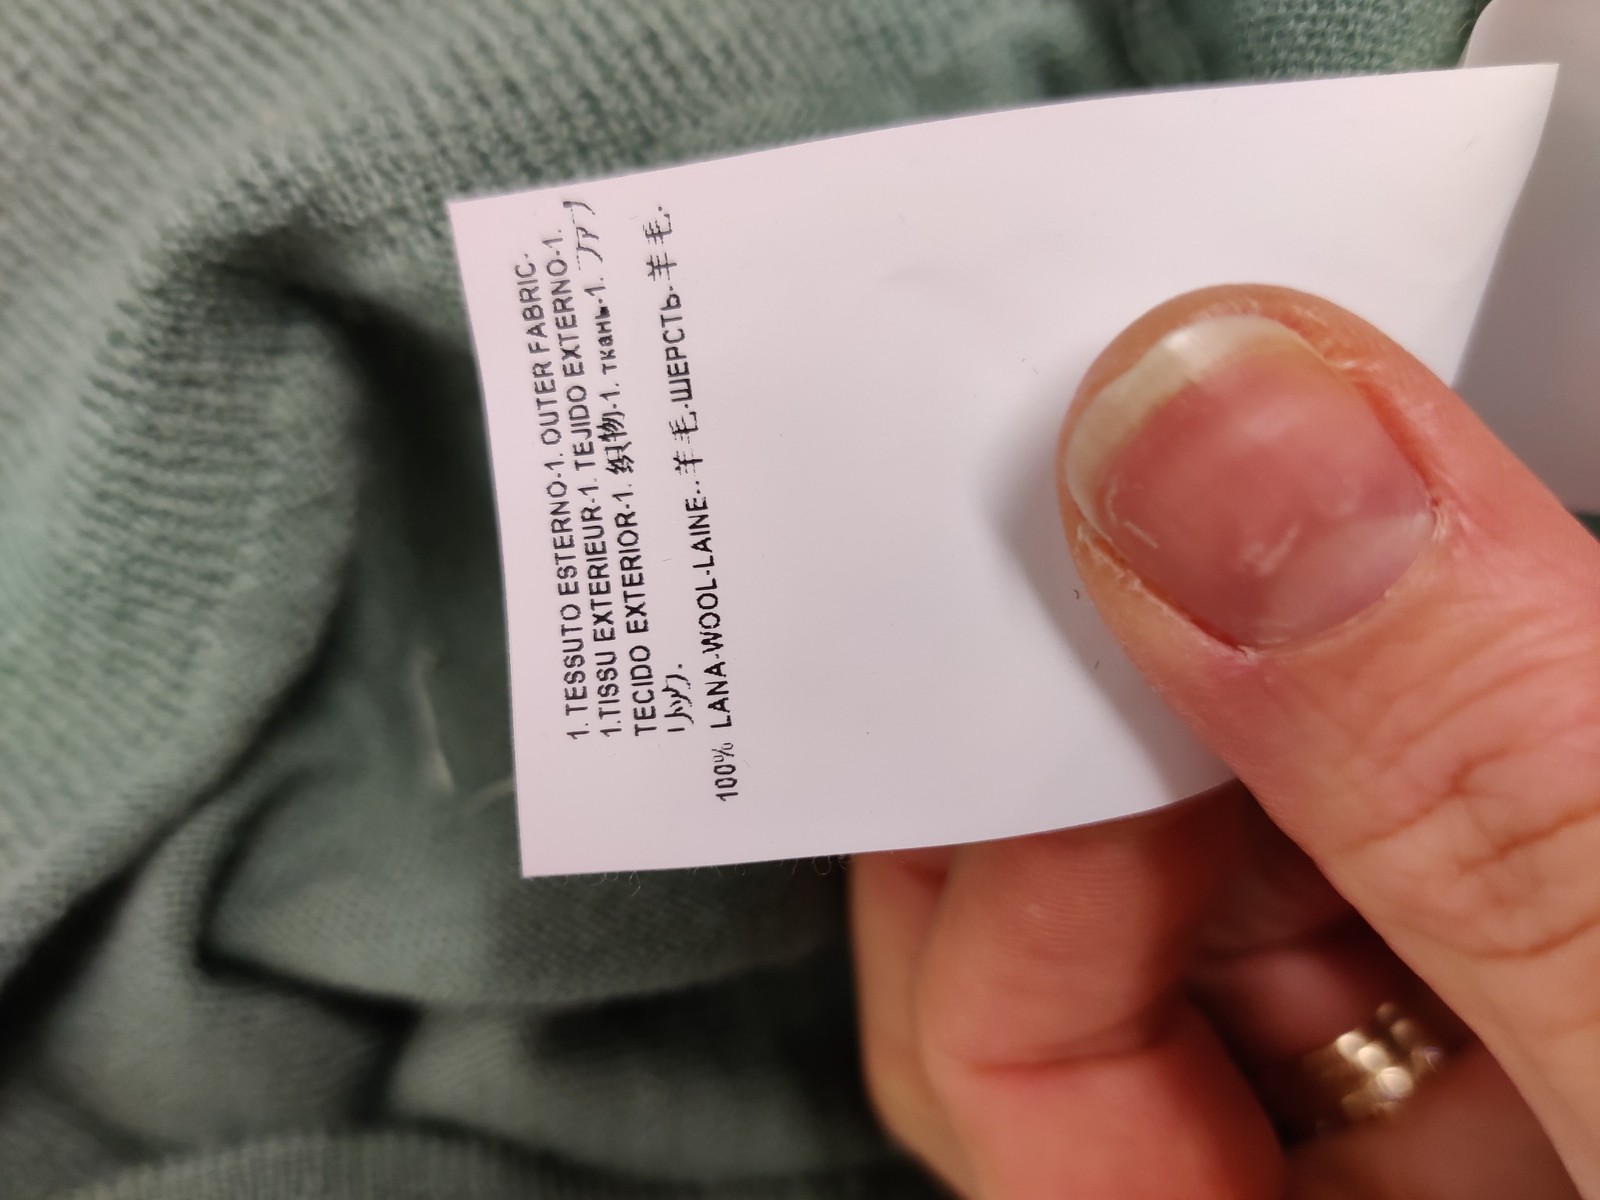 1. TESSUTO ESTERNO-1. OUTER FABRIC-
1.TISSU EXTERIEUR-1. TEJIDO EXTERNO-1.
TECIDO EXTERIOR-1. 织物-1. ткань-1. ファブ
リック.
100% LANA-WOOL-LAINE-.羊毛.ШЕРСТЬ.羊毛.